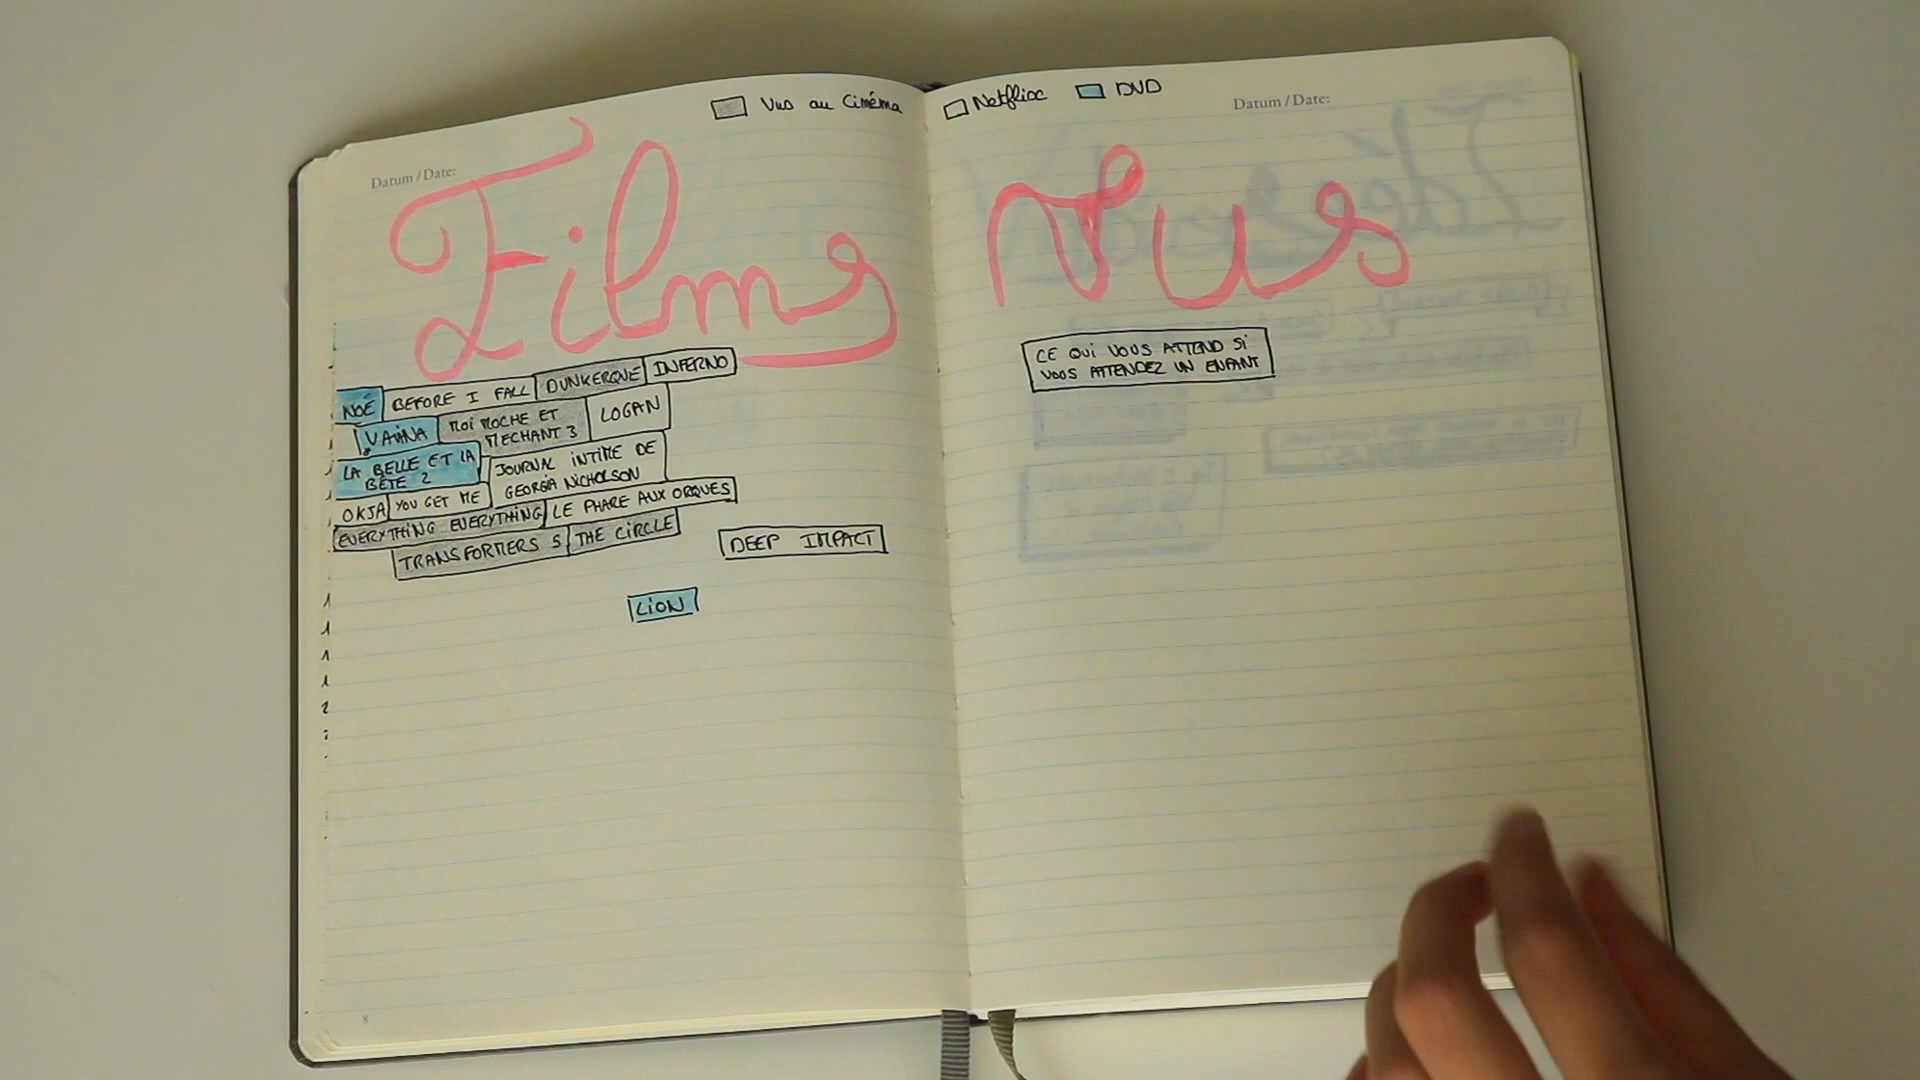 Vus au Cinéma
Netflix
DVD
Datum / Date:
Datum / Date:
Films Vus
NOÉ BEFORE I FALL DUNKERQUE INFERNO
VAIANA MOI MOCHE ET MECHANT 3 LOGAN
LA BELLE ET LA BÊTE 2 JOURNAL INTIME DE GEORGIA NICHOLSON
OKJA YOU GET ME
EVERYTHING EVERYTHING LE PHARE AUX ORQUES
TRANSFORMERS 5 THE CIRCLE
DEEP IMPACT
LION
CE QUI VOUS ATTEND SI
VOUS ATTENDEZ UN ENFANT
8